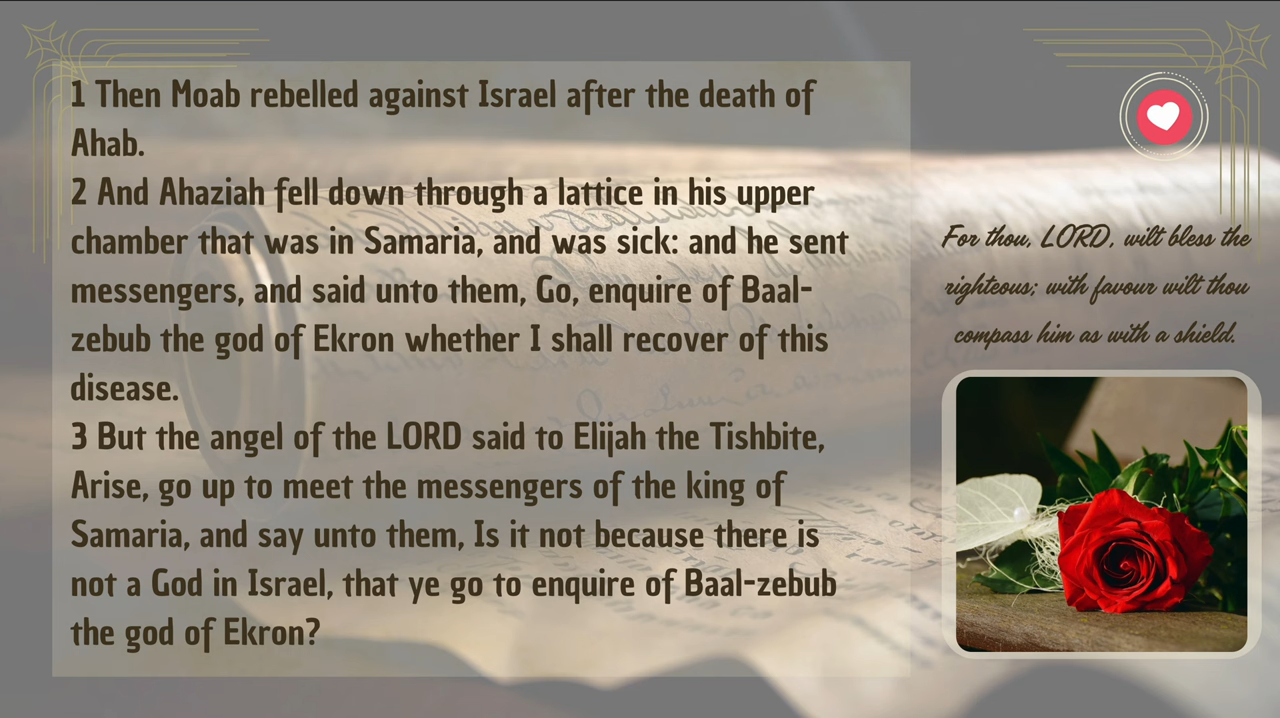 1 Then Moab rebelled against Israel after the death of
Ahab.
2 And Ahaziah fell down through a lattice in his upper
chamber that was in Samaria, and was sick: and he sent
messengers, and said unto them, Go, enquire of Baal-
zebub the god of Ekron whether I shall recover of this
disease.
3 But the angel of the LORD said to Elijah the Tishbite,
Arise, go up to meet the messengers of the king of
Samaria, and say unto them, Is it not because there is
not a God in Israel, that ye go to enquire of Baal-zebub
the god of Ekron?
For thou, LORD, wilt bless the
righteous; with favour wilt thou
compass him as with a shield.